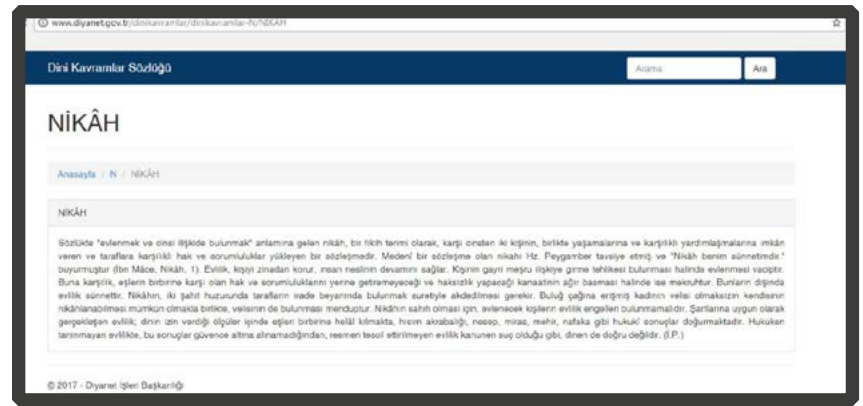 www.diyanet.gov.tr/dinikavramlar/dinikavramlar-N/NİKAH
Dini Kavramlar Sözlüğü
Arama
Ara
NİKÂH
Anasayfa / N / NİKÂH
NİKÂH
Sözlükte "evlenmek ve cinsi ilişkide bulunmak" anlamına gelen nikâh, bir fıkıh terimi olarak, karşı cinsten iki kişinin, birlikte yaşamalarına ve karşılıklı yardımlaşmalarına imkân
veren ve taraflara karşılıklı hak ve sorumluluklar yükleyen bir sözleşmedir. Medenî bir sözleşme olan nikahı Hz. Peygamber tavsiye etmiş ve "Nikâh benim sünnetimdir."
buyurmuştur (İbn Mâce, Nikâh, 1). Evlilik, kişiyi zinadan korur, insan neslinin devamını sağlar. Kişinin gayri meşru ilişkiye girme tehlikesi bulunması halinde evlenmesi vaciptir.
Buna karşılık, eşlerin birbirine karşı olan hak ve sorumluluklarını yerine getiremeyeceği ve haksızlık yapacağı kanaatinin ağır basması halinde ise mekruhtur. Bunların dışında
evlilik sünnettir. Nikâhın, iki şahit huzurunda tarafların irade beyanında bulunmak suretiyle akdedilmesi gerekir. Buluğ çağına erişmiş kadının velisi olmaksızın kendisinin
nikâhlanabilmesi mümkün olmakla birlikte, velisinin de bulunması menduptur. Nikâhın sahih olması için, evlenecek kişilerin evlilik engelleri bulunmamalıdır. Şartlarına uygun olarak
gerçekleşen evlilik; dinin izin verdiği ölçüler içinde eşleri birbirine helâl kılmakta, hısım akrabalığı, nesep, miras, mehir, nafaka gibi hukukî sonuçlar doğurmaktadır. Hukuken
tanınmayan evlilikte, bu sonuçlar güvence altına alınamadığından, resmen tescil ettirilmeyen evlilik kanunen suç olduğu gibi, dinen de doğru değildir. (İ.P.)
© 2017 - Diyanet İşleri Başkanlığı